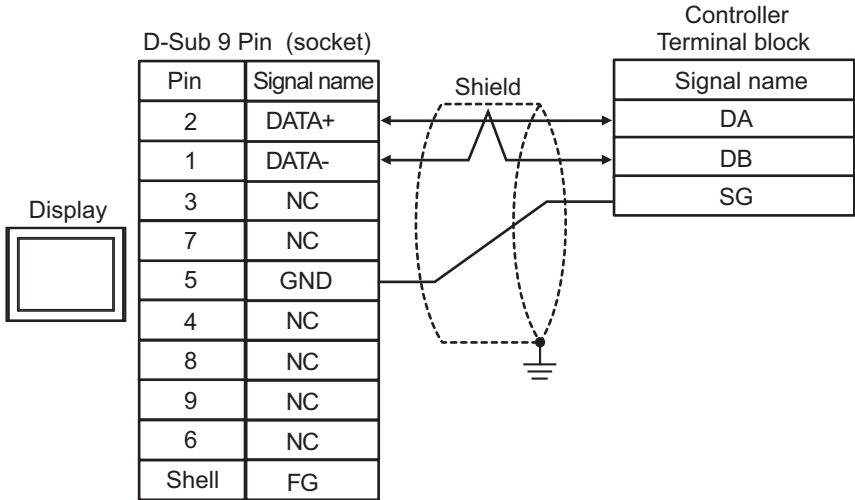 Controller
Terminal block
D-Sub 9 Pin (socket)
Pin Signal name
Shield
Signal name
2 DATA+
DA
1 DATA-
DB
3 NC
SG
Display
7 NC
5 GND
4 NC
8 NC
9 NC
6 NC
Shell FG